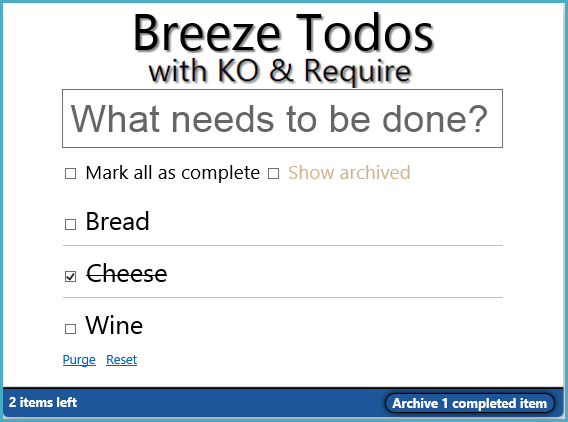 Breeze Todos
with KO & Require
What needs to be done?
Mark all as complete Show archived
Bread
Cheese
Wine
Purge Reset
2 items left Archive 1 completed item